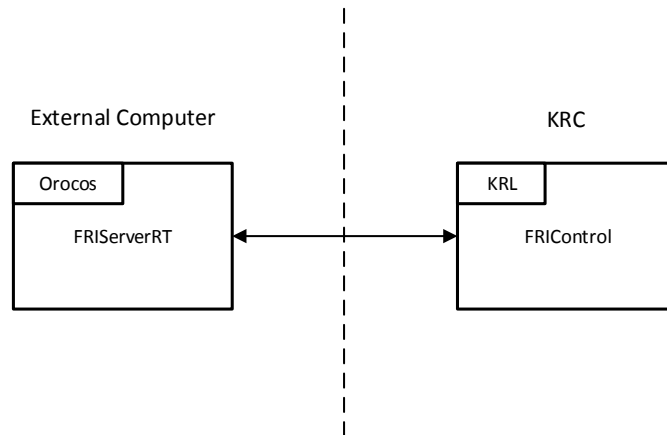 External Computer
KRC
Orocos
KRL
FRIServerRT
FRIControl